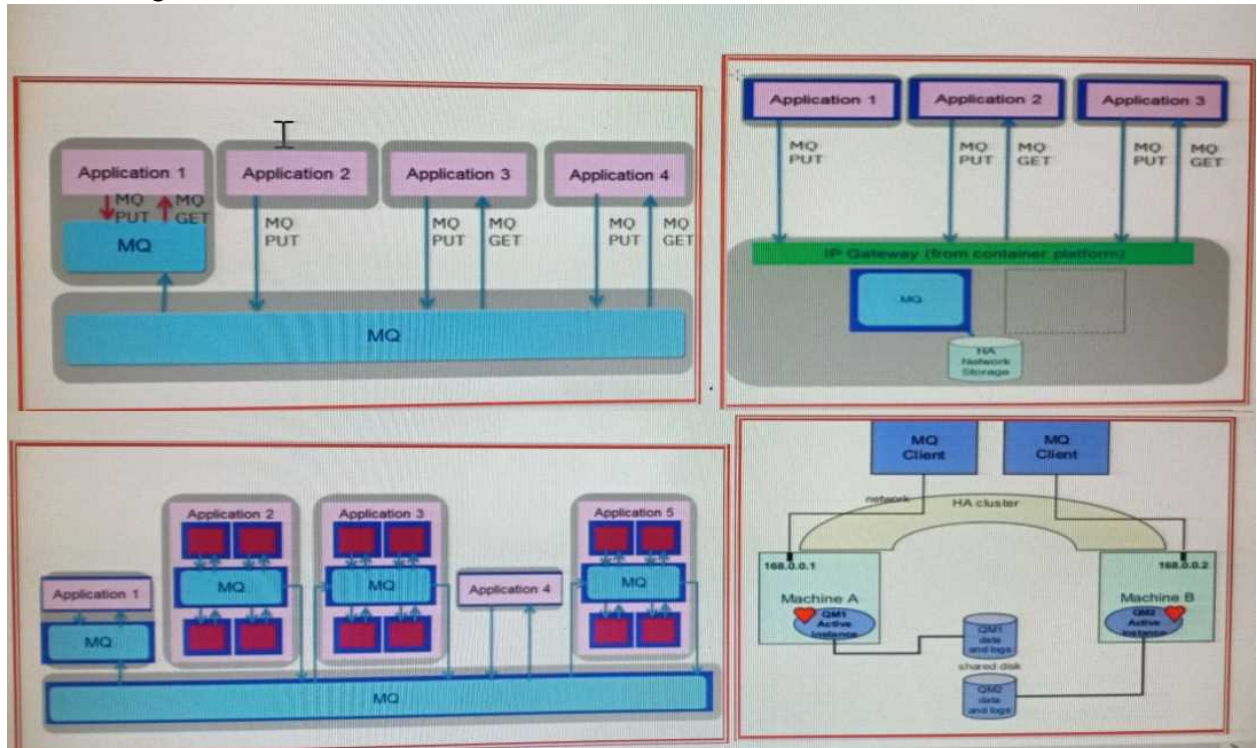 Application 1
Application 2
Application 3
Application 4
MQ
PUT
MQ
GET
MQ
PUT
MQ
PUT
MQ
GET
MQ
PUT
MQ
GET
MQ
MQ
Application 1
Application 2
Application 3
MQ
PUT
MQ
PUT
MQ
GET
MQ
PUT
MQ
GET
IP Gateway (from container platform)
MQ
HA
Network
Storage
Application 2
Application 3
Application 5
Application 1
Application 4
MQ
MQ
MQ
MQ
MQ
MQ
Client
MQ
Client
network
HA cluster
168.0.0.1
168.0.0.2
Machine A
Machine B
QM1
Active
instance
QM2
Active
instance
QM1
data
and logs
shared disk
QM2
data
and logs